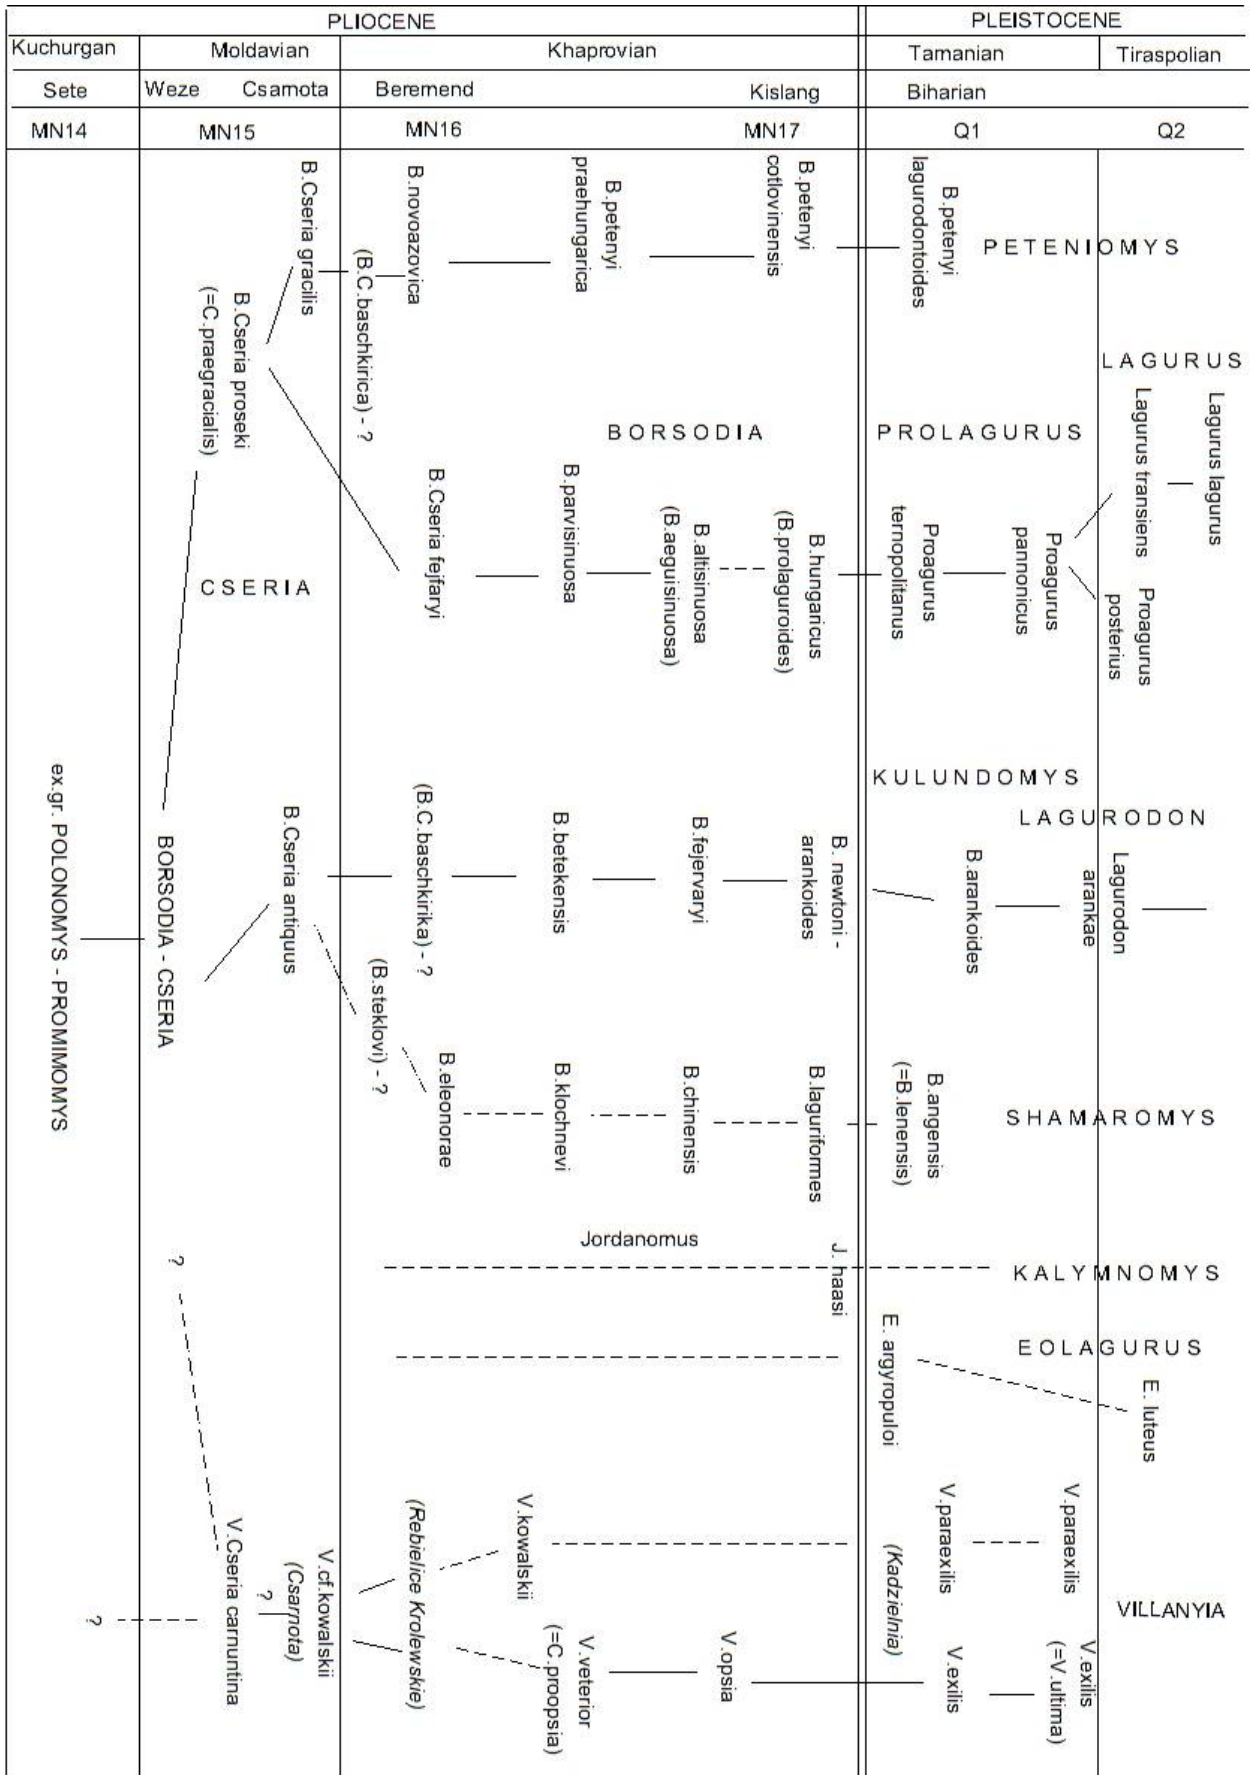 PLIOCENE
PLEISTOCENE
Kuchurgan
Moldavian
Khaprovian
Tamanian
Tiraspolian
Sete
Weze
Csarnota
Beremend
Kislang
Biharian
MN14
MN15
MN16
MN17
Q1
Q2
B.Cseria gracilis
B.novoazovica
B.petenyi
praehungarica
B.petenyi
cotlovinensis
B.petenyi
lagurodontoides
PETENIOMYS
(B.C.baschkirica) - ?
B.Cseria proseki
(=C.praegracialis)
LAGURUS
BORSODIA
PROLAGURUS
Lagurus transiens
Lagurus lagurus
CSERIA
B.Cseria fejfaryi
B.parvisinuosa
B.altisinuosa
(B.aeguisinuosa)
B.hungaricus
(B.prolaguroides)
Proagurus
ternopolitanus
Proagurus
pannonicus
Proagurus
posterius
KULUNDOMYS
LAGURODON
ex.gr. POLONOMYS - PROMIMOMYS
BORSODIA - CSERIA
B.Cseria antiquus
(B.C.baschkirika) - ?
B.betekensis
B.fejervaryi
B. newtoni -
arankoides
B.arankoides
Lagurodon
arankae
(B.steklovi) - ?
B.eleonorae
B.klochnevi
B.chinensis
B.laguriformes
B.angensis
(=B.lenensis)
SHAMAROMYS
?
Jordanomus
J. haasi
KALYMNOMYS
E. argyropuloi
EOLAGURUS
E. luteus
?
V.Cseria carnuntina
?
V.cf.kowalskii
(Csarnota)
(Rebielice Krolewskie)
V.kowalskii
V.veterior
(=C.proopsia)
V.opsia
(Kadzielnia)
V.paraexilis
V.paraexilis
V.exilis
V.exilis
(=V.ultima)
VILLANYIA